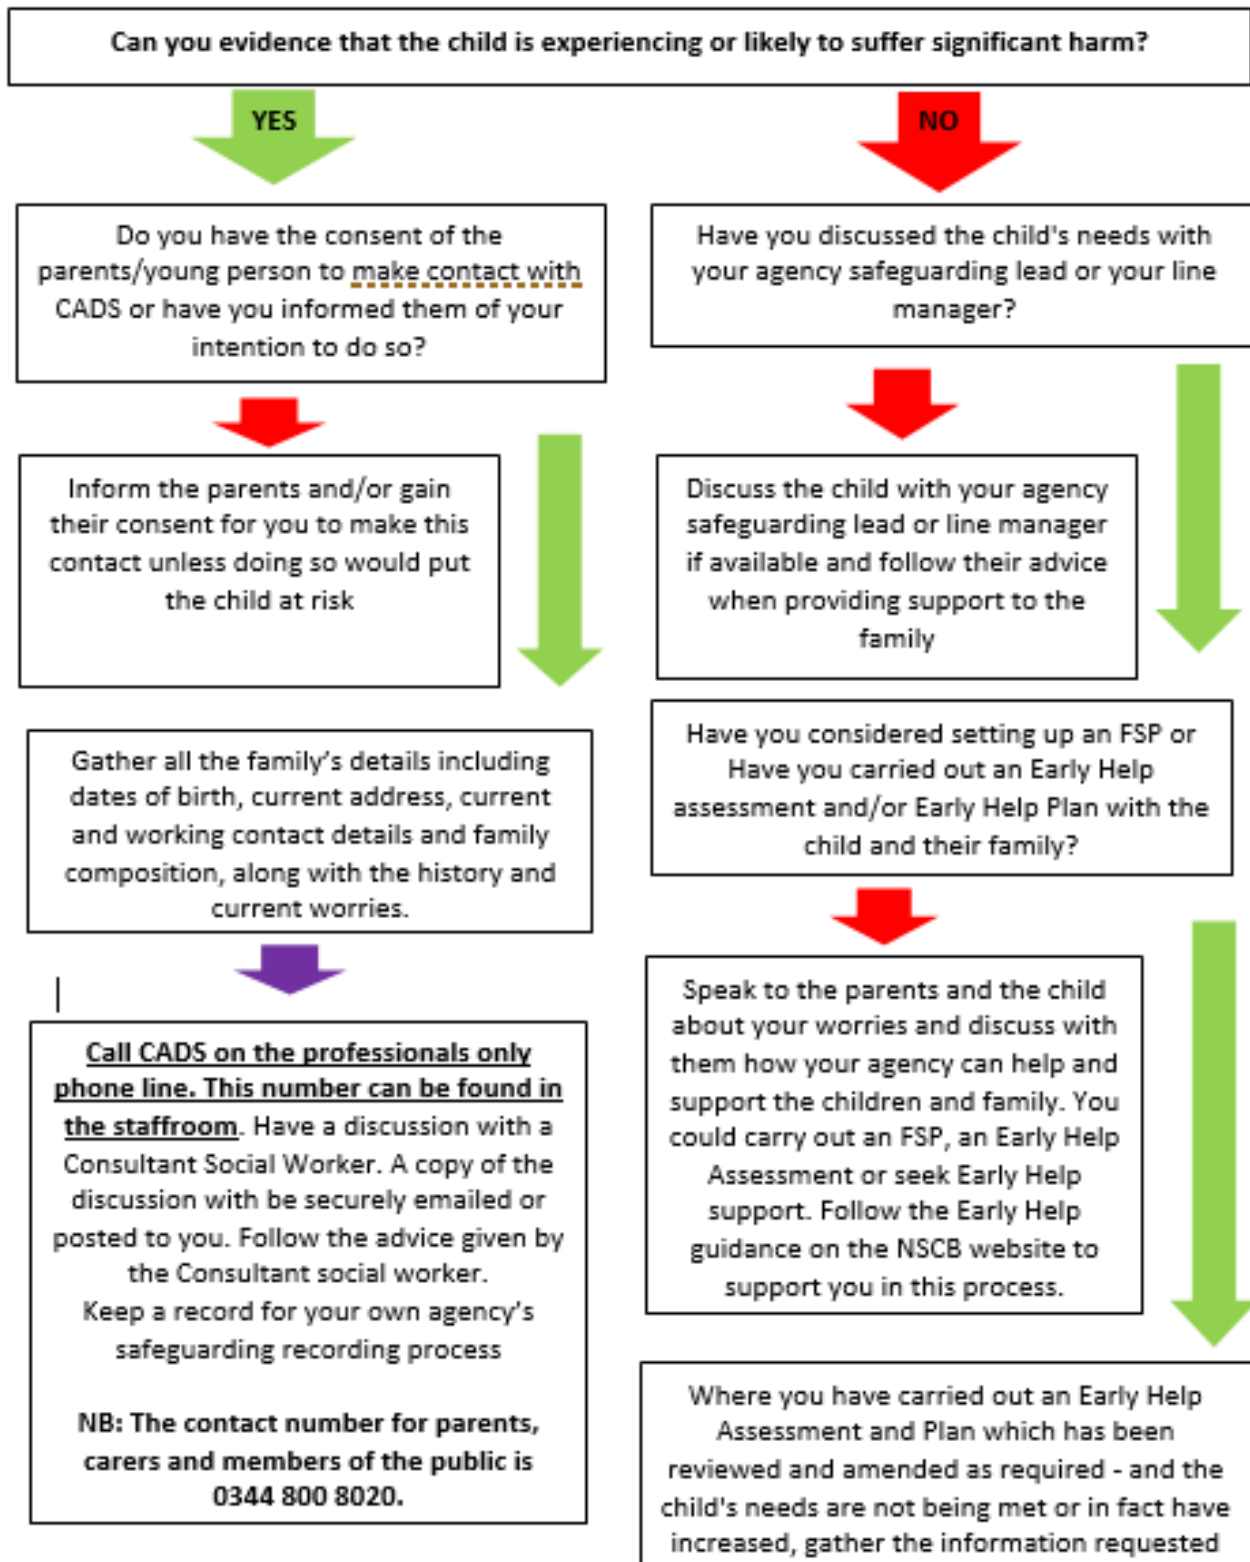 Can you evidence that the child is experiencing or likely to suffer significant harm?
YES
NO
Do you have the consent of the
parents/young person to make contact with
CADS or have you informed them of your
intention to do so?
Have you discussed the child's needs with
your agency safeguarding lead or your line
manager?
Inform the parents and/or gain
their consent for you to make this
contact unless doing so would put
the child at risk
Discuss the child with your agency
safeguarding lead or line manager
if available and follow their advice
when providing support to the
family
Gather all the family’s details including
dates of birth, current address, current
and working contact details and family
composition, along with the history and
current worries.
Have you considered setting up an FSP or
Have you carried out an Early Help
assessment and/or Early Help Plan with the
child and their family?
Call CADS on the professionals only
phone line. This number can be found in
the staffroom. Have a discussion with a
Consultant Social Worker. A copy of the
discussion with be securely emailed or
posted to you. Follow the advice given by
the Consultant social worker.
Keep a record for your own agency’s
safeguarding recording process
NB: The contact number for parents,
carers and members of the public is
0344 800 8020.
Speak to the parents and the child
about your worries and discuss with
them how your agency can help and
support the children and family. You
could carry out an FSP, an Early Help
Assessment or seek Early Help
support. Follow the Early Help
guidance on the NSCB website to
support you in this process.
Where you have carried out an Early Help
Assessment and Plan which has been
reviewed and amended as required - and the
child's needs are not being met or in fact have
increased, gather the information requested